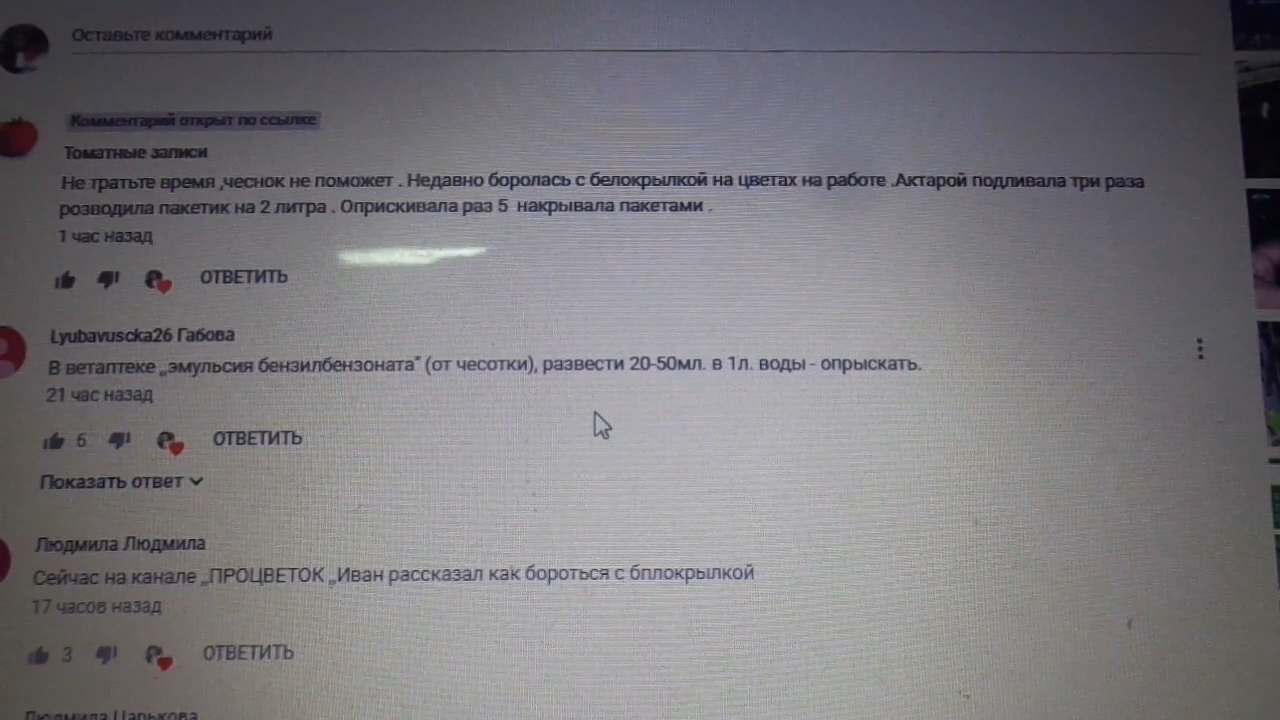 Оставьте комментарий
Комментарий открыт по ссылке
Томатные записи
Не тратьте время ,чеснок не поможет . Недавно боролась с белокрылкой на цветах на работе .Актарой подливала три раза
розводила пакетик на 2 литра . Оприскивала раз 5 накрывала пакетами .
1 час назад
ОТВЕТИТЬ
Lyubavuscka26 Габова
В ветаптеке „эмульсия бензилбензоната" (от чесотки), развести 20-50мл. в 1л. воды - опрыскать.
21 час назад
6 ОТВЕТИТЬ
Показать ответ
Людмила Людмила
Сейчас на канале „ПРОЦВЕТОК „Иван рассказал как бороться с бплокрылкой
17 часов назад
3 ОТВЕТИТЬ
Людмила Царькова